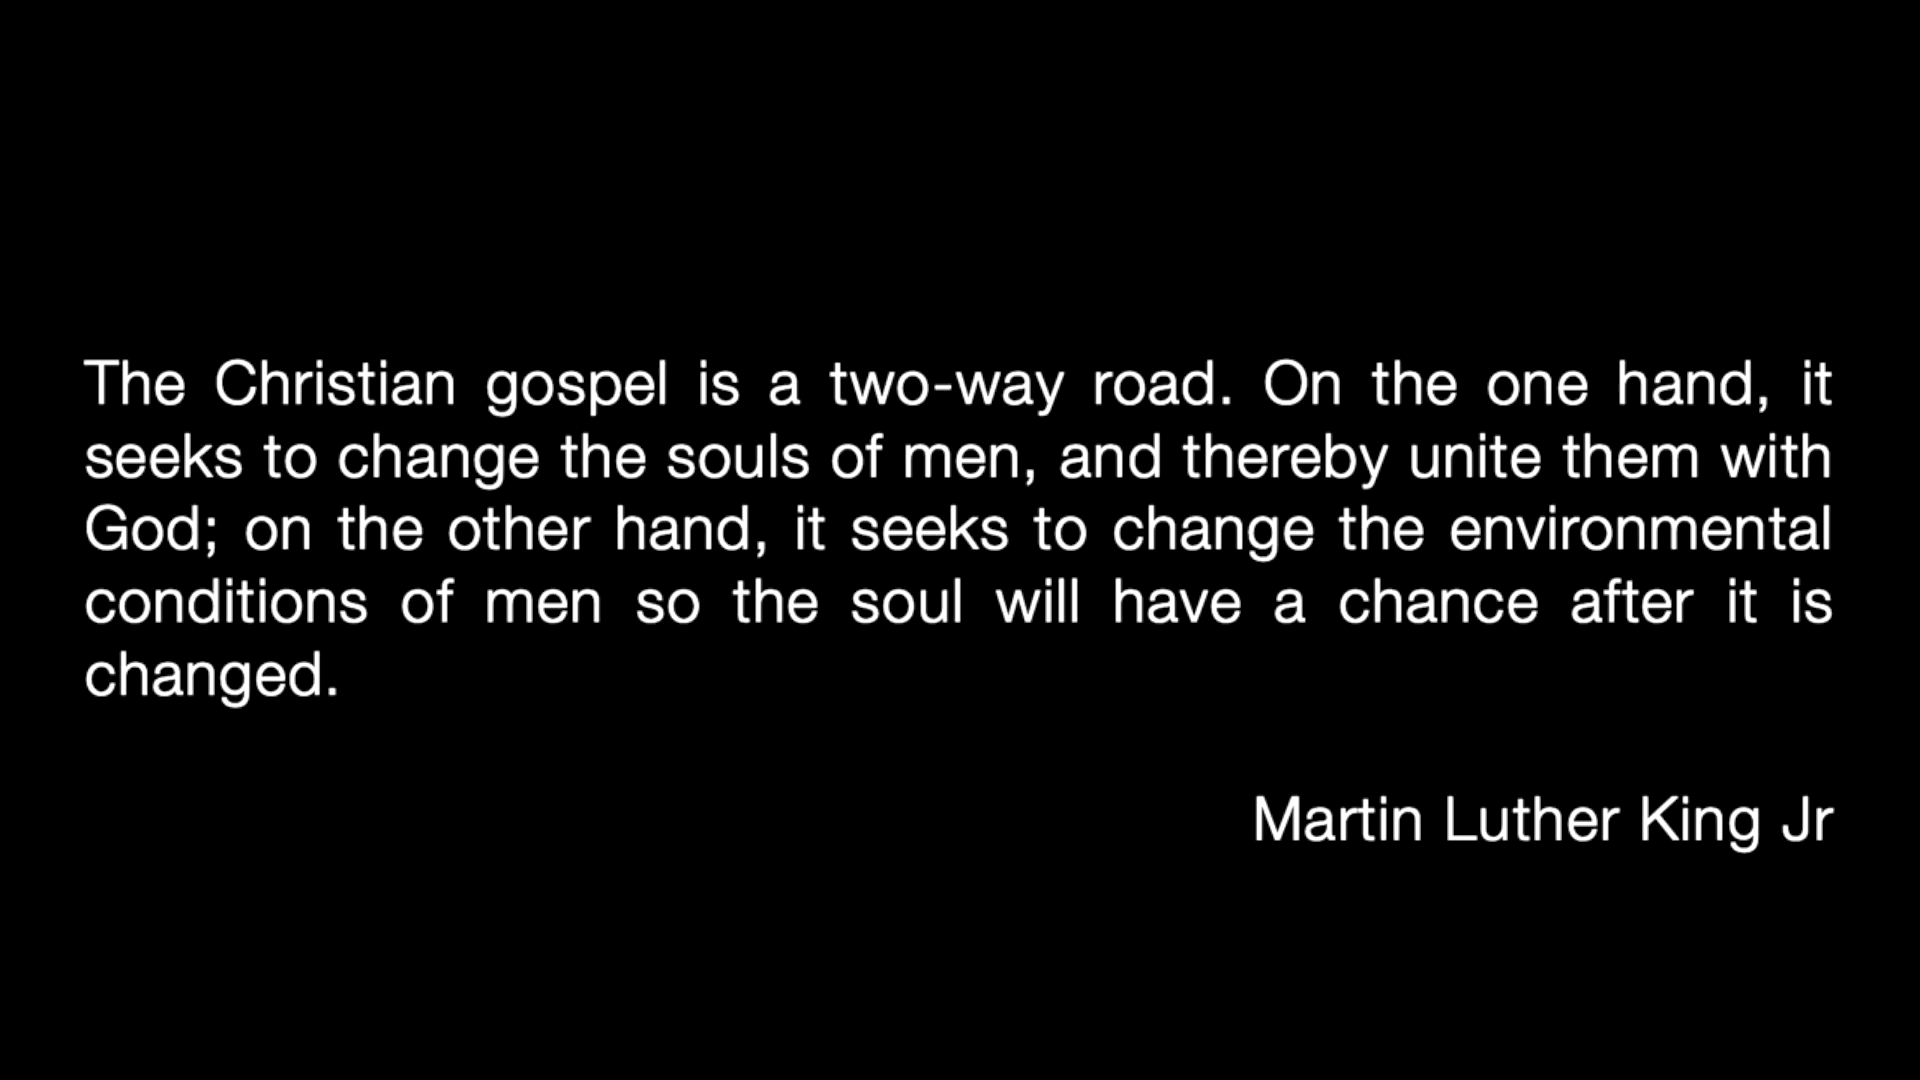 The Christian gospel is a two-way road. On the one hand, it
seeks to change the souls of men, and thereby unite them with
God; on the other hand, it seeks to change the environmental
conditions of men so the soul will have a chance after it is
changed.
Martin Luther King Jr